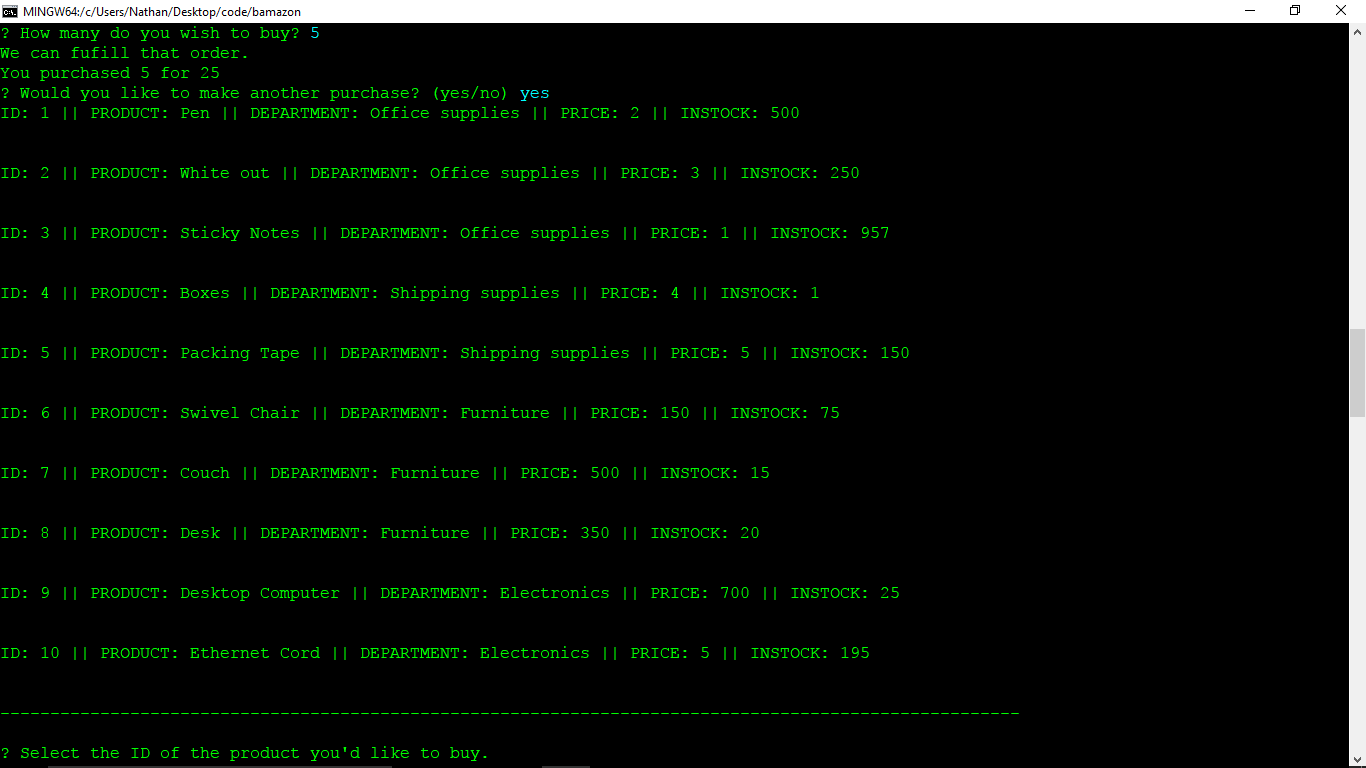 MINGW64:/c/Users/Nathan/Desktop/code/bamazon
? How many do you wish to buy? 5
We can fufill that order.
You purchased 5 for 25
? Would you like to make another purchase? (yes/no) yes
ID: 1 || PRODUCT: Pen || DEPARTMENT: Office supplies || PRICE: 2 || INSTOCK: 500
ID: 2 || PRODUCT: White out || DEPARTMENT: Office supplies || PRICE: 3 || INSTOCK: 250
ID: 3 || PRODUCT: Sticky Notes || DEPARTMENT: Office supplies || PRICE: 1 || INSTOCK: 957
ID: 4 || PRODUCT: Boxes || DEPARTMENT: Shipping supplies || PRICE: 4 || INSTOCK: 1
ID: 5 || PRODUCT: Packing Tape || DEPARTMENT: Shipping supplies || PRICE: 5 || INSTOCK: 150
ID: 6 || PRODUCT: Swivel Chair || DEPARTMENT: Furniture || PRICE: 150 || INSTOCK: 75
ID: 7 || PRODUCT: Couch || DEPARTMENT: Furniture || PRICE: 500 || INSTOCK: 15
ID: 8 || PRODUCT: Desk || DEPARTMENT: Furniture || PRICE: 350 || INSTOCK: 20
ID: 9 || PRODUCT: Desktop Computer || DEPARTMENT: Electronics || PRICE: 700 || INSTOCK: 25
ID: 10 || PRODUCT: Ethernet Cord || DEPARTMENT: Electronics || PRICE: 5 || INSTOCK: 195
------------------------------------------------------------------------------------------------------
? Select the ID of the product you'd like to buy.